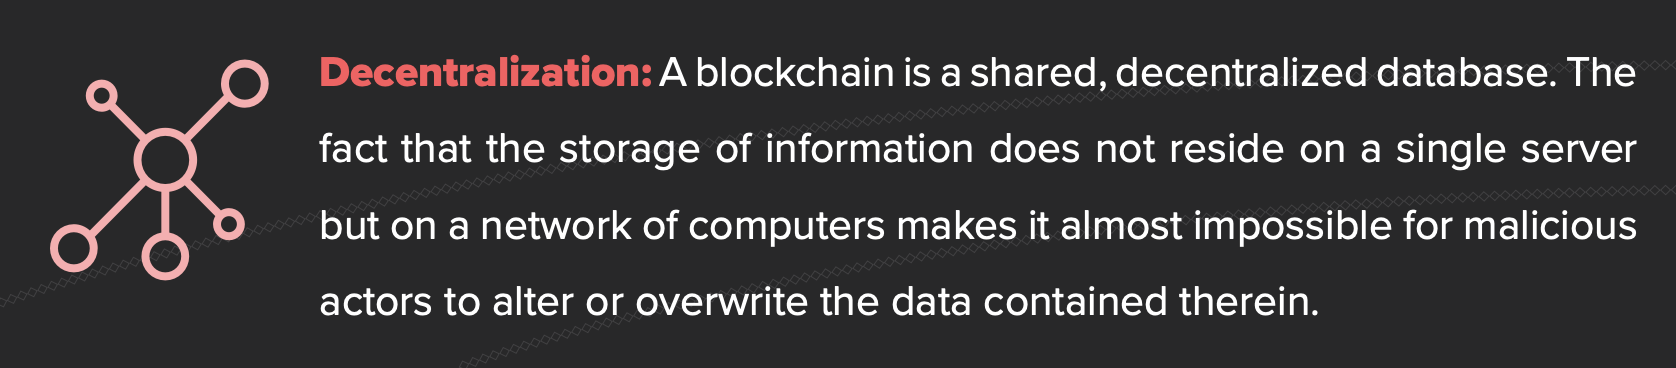 Decentralization: A blockchain is a shared, decentralized database. The
fact that the storage of information does not reside on a single server
but on a network of computers makes it almost impossible for malicious
actors to alter or overwrite the data contained therein.